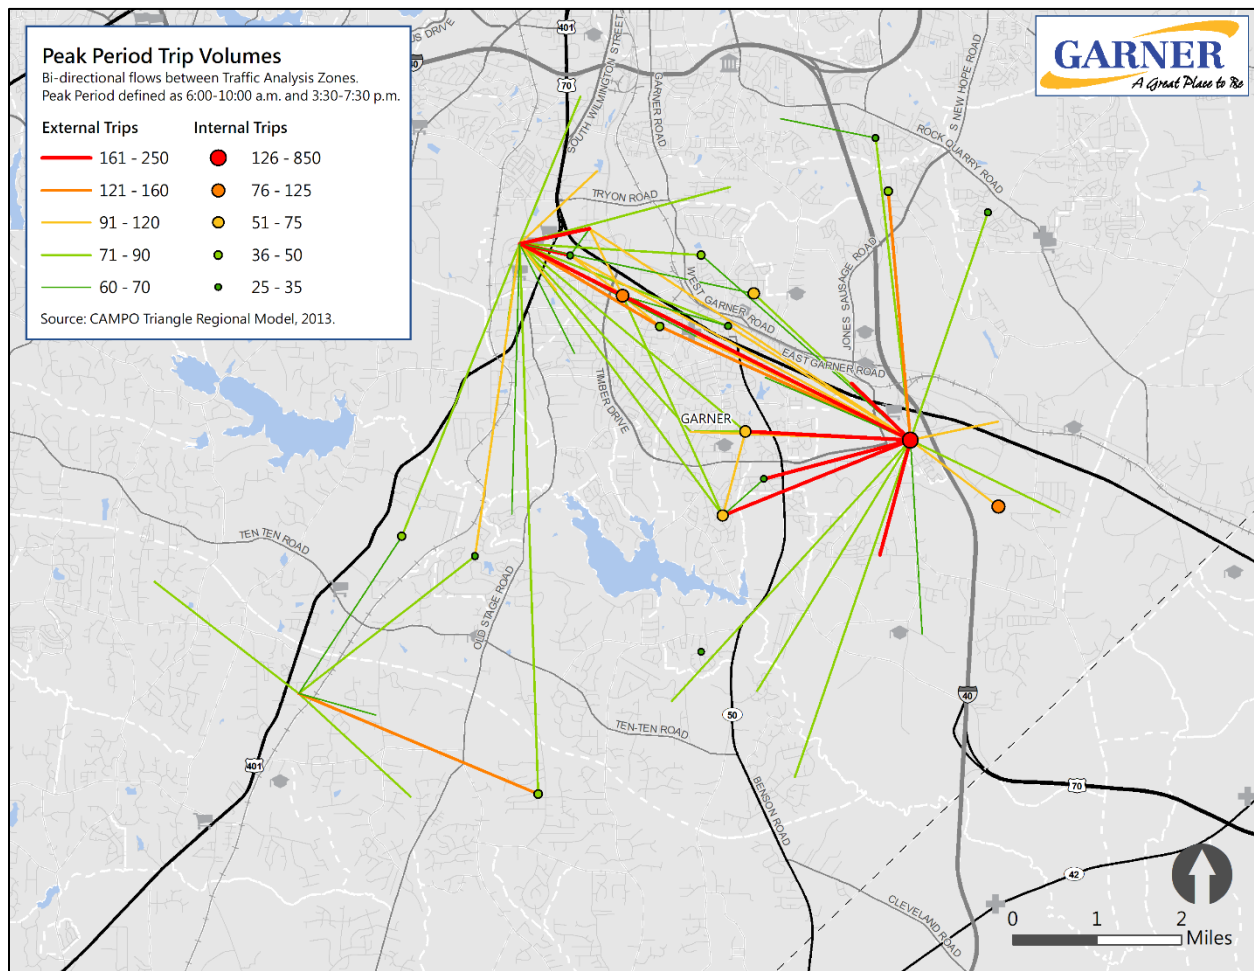 Peak Period Trip Volumes
Bi-directional flows between Traffic Analysis Zones.
Peak Period defined as 6:00-10:00 a.m. and 3:30-7:30 p.m.
External Trips Internal Trips
161 - 250 126 - 850
121 - 160 76 - 125
91 - 120 51 - 75
71 - 90 36 - 50
60 - 70 25 - 35
Source: CAMPO Triangle Regional Model, 2013.
GARNER
A Great Place to Be
US DRIVE
40
401
70
SOUTH WILMINGTON STREET
GARNER ROAD
S NEW HOPE ROAD
ROCK QUARRY ROAD
TRYON ROAD
JONES SAUSAGE ROAD
WEST GARNER ROAD
EAST GARNER ROAD
TIMBER DRIVE
GARNER
TEN TEN ROAD
OLD STAGE ROAD
TEN-TEN ROAD
50
40
401
BENSON ROAD
70
42
CLEVELAND ROAD
0 1 2
Miles